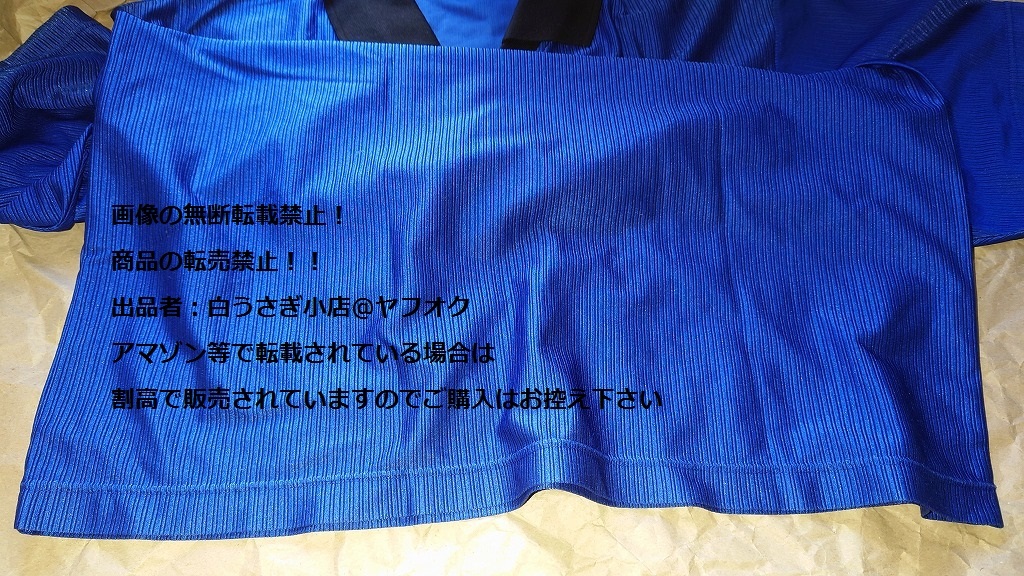 画像の無断転載禁止！
商品の転売禁止！！
出品者：白うさぎ小店@ヤフオク
アマゾン等で転載されている場合は
割高で販売されていますのでご購入はお控え下さい